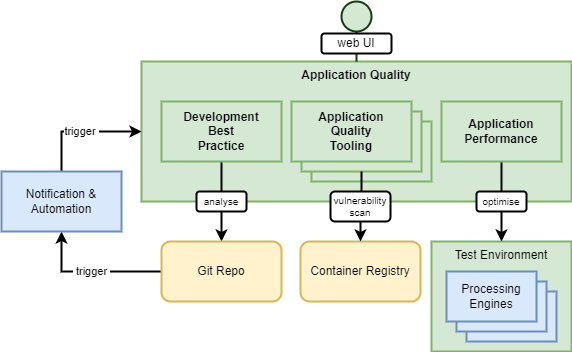 web UI
Application Quality
Development
Best
Practice
Application
Quality
Tooling
Application
Performance
trigger
Notification &
Automation
analyse
vulnerability
scan
optimise
trigger
Git Repo
Container Registry
Test Environment
Processing
Engines